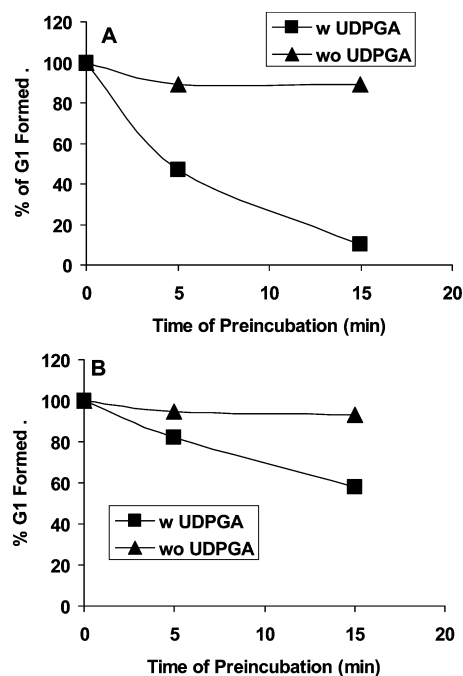 A
w UDPGA
wo UDPGA
% of G1 Formed .
120
100
80
60
40
20
0
0 5 10 15 20
Time of Preincubation (min)
B
% G1 Formed .
120
100
80
60
40
20
0
w UDPGA
wo UDPGA
0 5 10 15 20
Time of Preincubation (min)